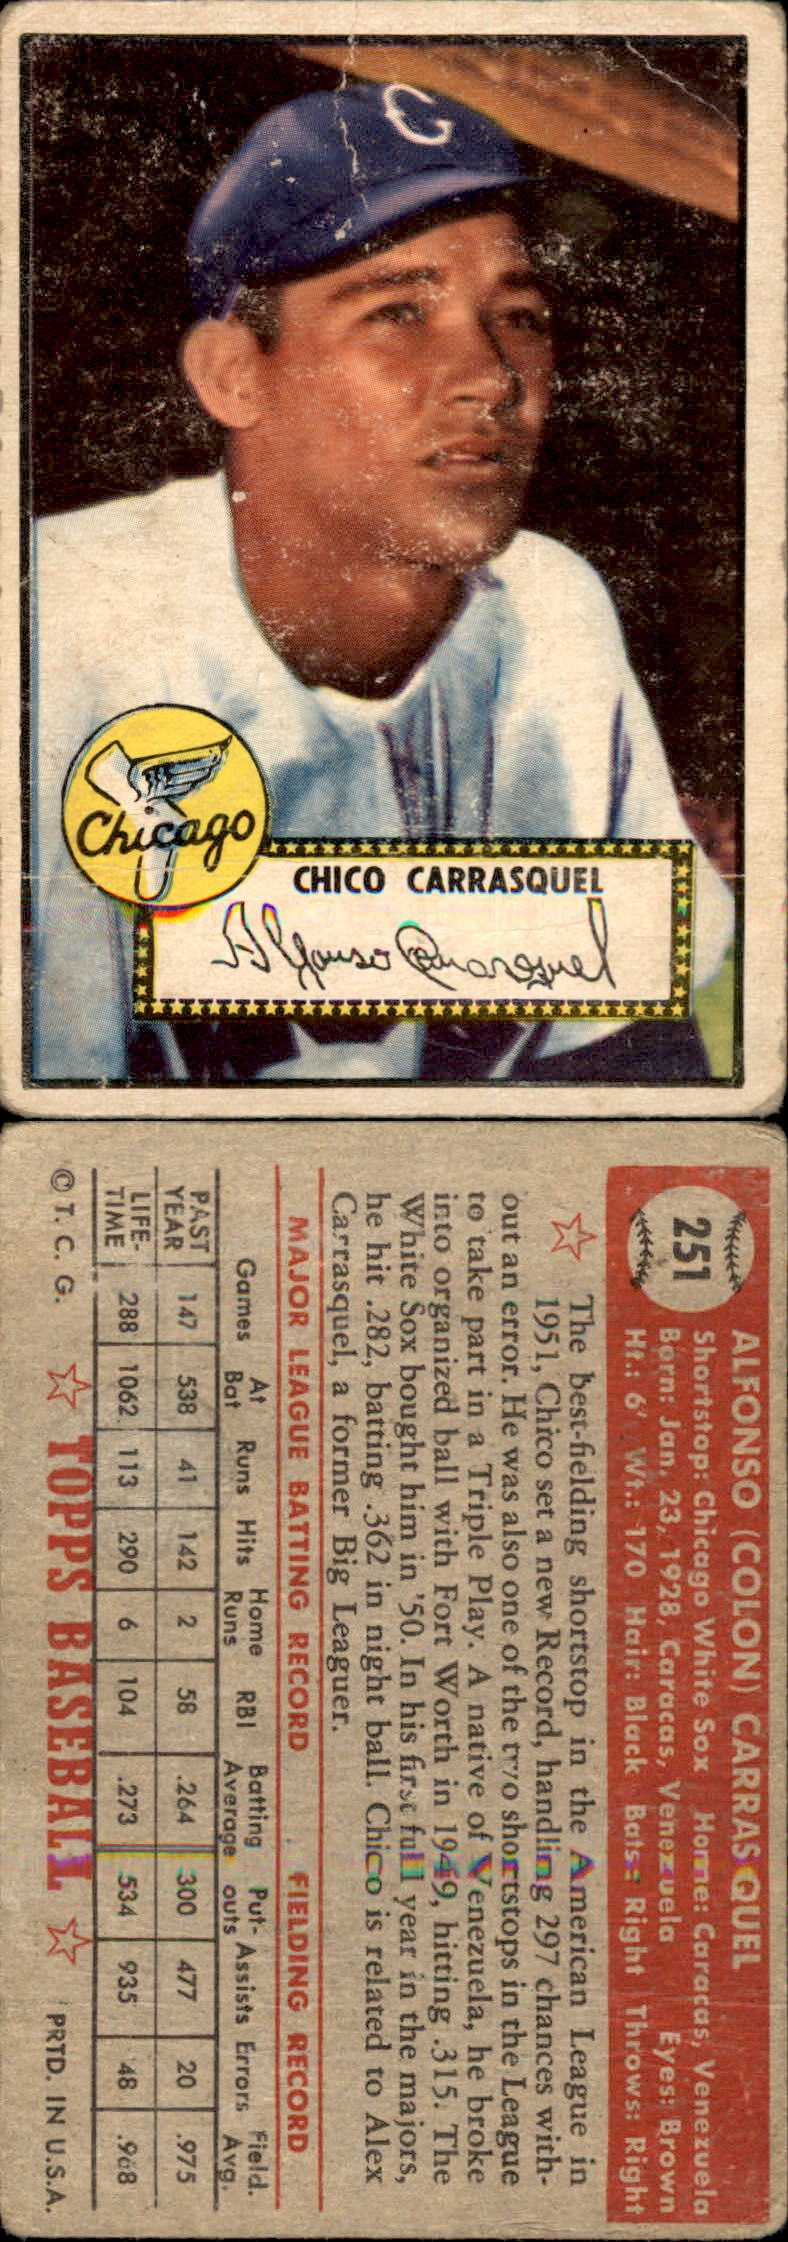 C
Chicago
CHICO CARRASQUEL
Alfonso Carrasquel
251
ALFONSO (COLON) CARRASQUEL
Shortstop: Chicago White Sox Home: Caracas, Venezuela
Born: Jan. 23, 1928, Caracas, Venezuela Eyes: Brown
Ht.: 6' Wt.: 170 Hair: Black Bats: Right Throws: Right
The best-fielding shortstop in the American League in
1951, Chico set a new Record, handling 297 chances with-
out an error. He was also one of the two shortstops in the League
to take part in a Triple Play. A native of Venezuela, he broke
into organized ball with Fort Worth in 1949, hitting .315. The
White Sox bought him in '50. In his first full year in the majors,
he hit .282, batting .362 in night ball. Chico is related to Alex
Carrasquel, a former Big Leaguer.
MAJOR LEAGUE BATTING RECORD FIELDING RECORD
Games At Bat Runs Hits Home Runs RBI Batting Average Put-outs Assists Errors Field. Avg.
PAST YEAR 147 538 41 142 2 58 .264 300 477 20 .975
LIFE-TIME 288 1062 113 290 6 104 .273 534 935 48 .968
© T. C. G. TOPPS BASEBALL PRTD. IN U.S.A.